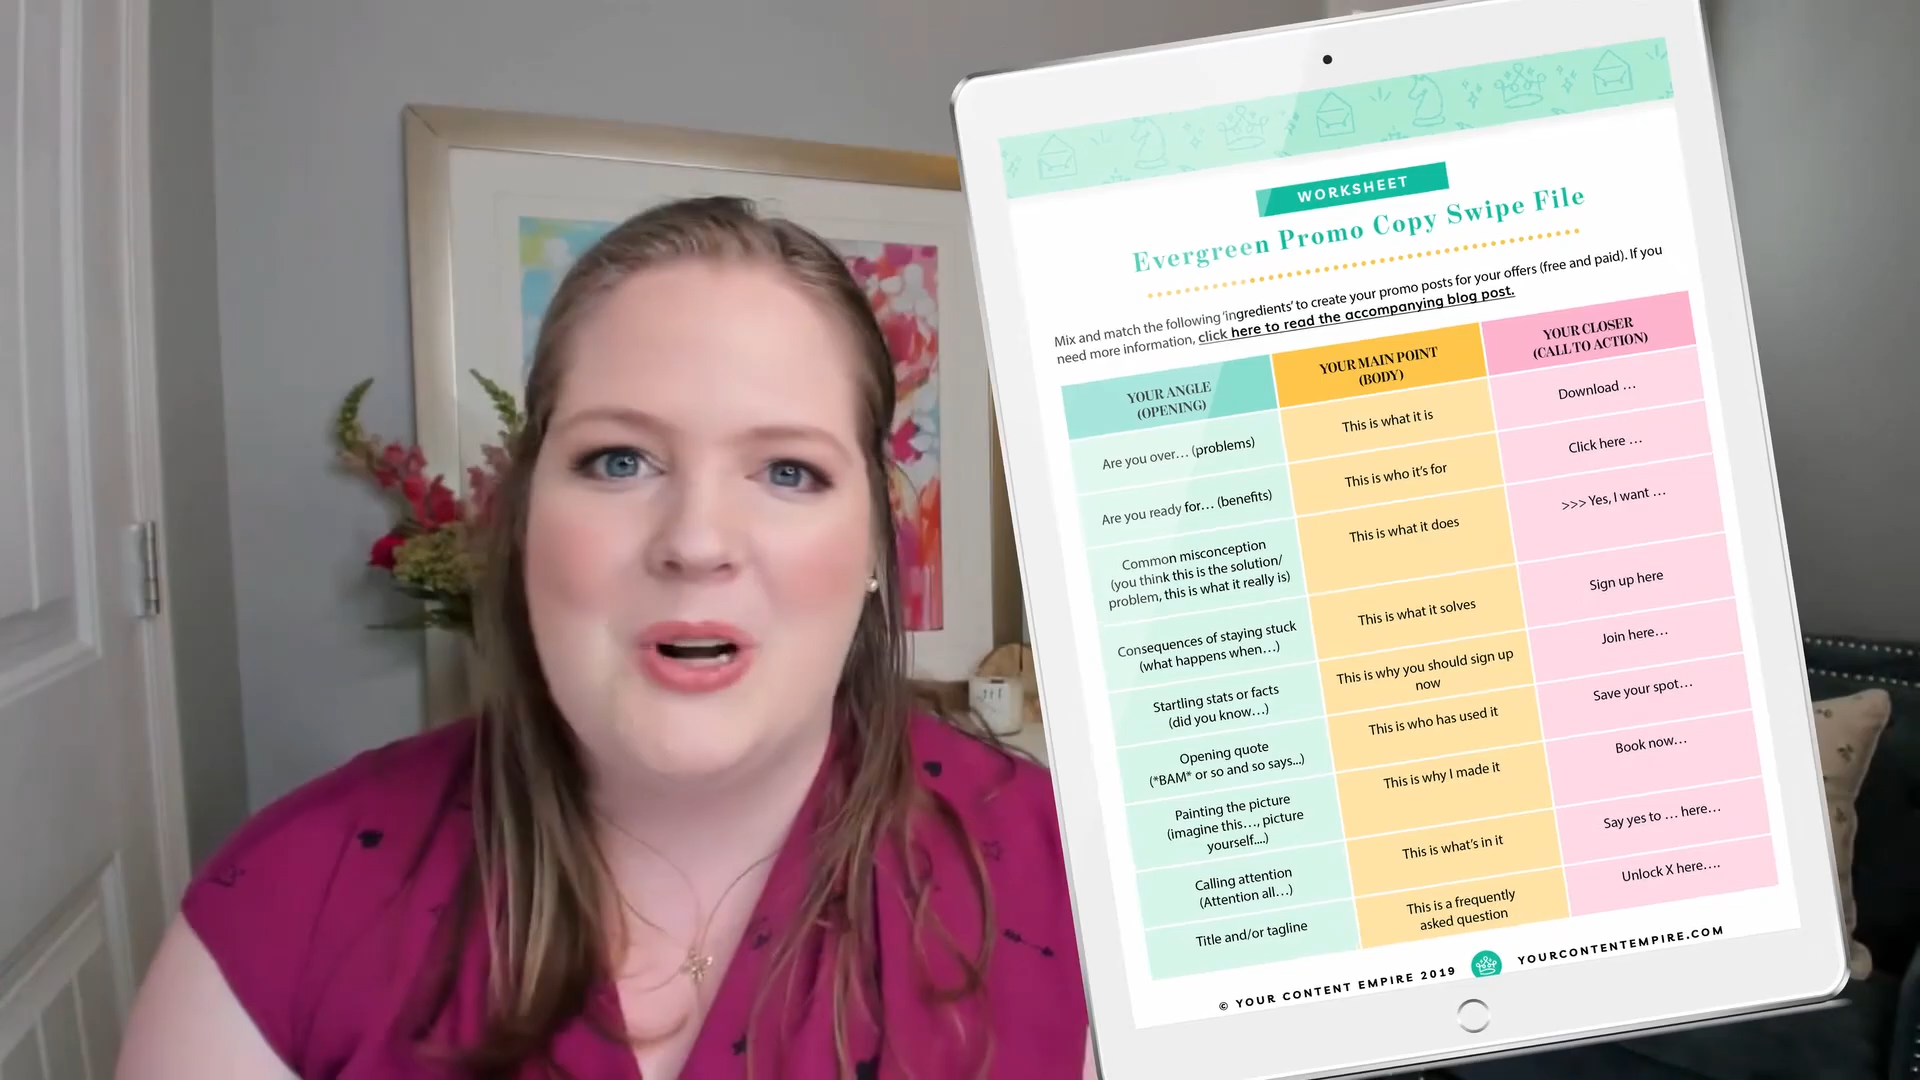 WORKSHEET
Evergreen Promo Copy Swipe File
Mix and match the following 'ingredients' to create your promo posts for your offers (free and paid). If you
need more information, click here to read the accompanying blog post.
YOUR ANGLE
(OPENING)
Are you over… (problems)
Are you ready for… (benefits)
Common misconception
(you think this is the solution/
problem, this is what it really is)
Consequences of staying stuck
(what happens when…)
Startling stats or facts
(did you know…)
Opening quote
(*BAM* or so and so says...)
Painting the picture
(imagine this…, picture
yourself....)
Calling attention
(Attention all…)
Title and/or tagline
YOUR MAIN POINT
(BODY)
This is what it is
This is who it's for
This is what it does
This is what it solves
This is why you should sign up
now
This is who has used it
This is why I made it
This is what's in it
This is a frequently
asked question
YOUR CLOSER
(CALL TO ACTION)
Download …
Click here …
>>> Yes, I want …
Sign up here
Join here…
Save your spot…
Book now…
Say yes to … here…
Unlock X here….
© YOUR CONTENT EMPIRE 2019
YOURCONTENTEMPIRE.COM